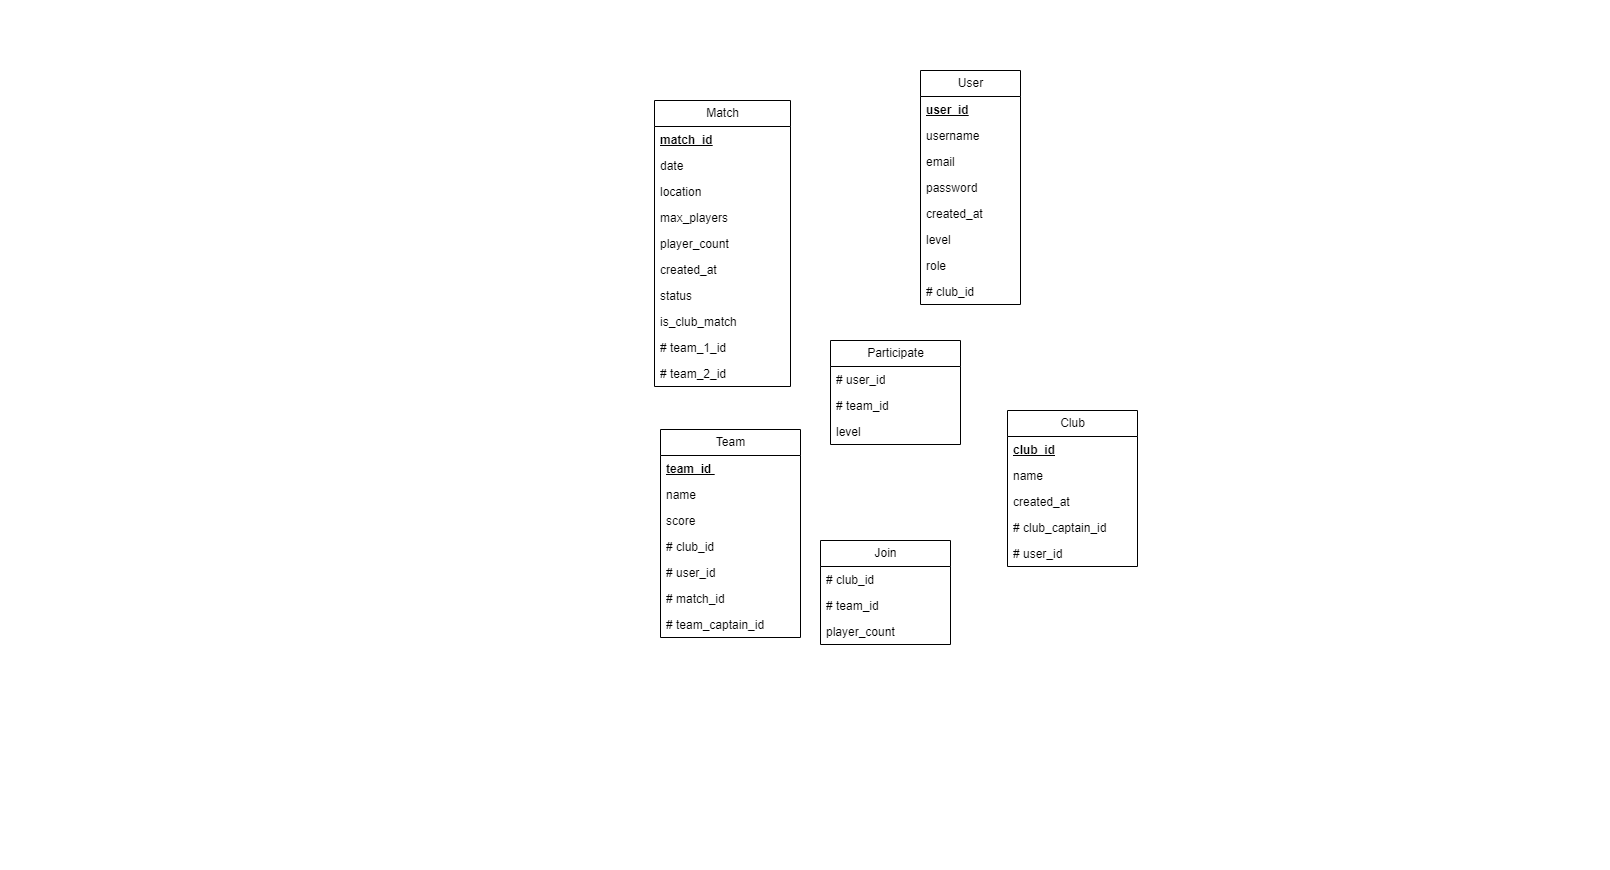 User
user_id
username
email
password
created_at
level
role
# club_id
Match
match_id
date
location
max_players
player_count
created_at
status
is_club_match
# team_1_id
# team_2_id
Participate
# user_id
# team_id
level
Club
club_id
name
created_at
# club_captain_id
# user_id
Team
team_id
name
score
# club_id
# user_id
# match_id
# team_captain_id
Join
# club_id
# team_id
player_count